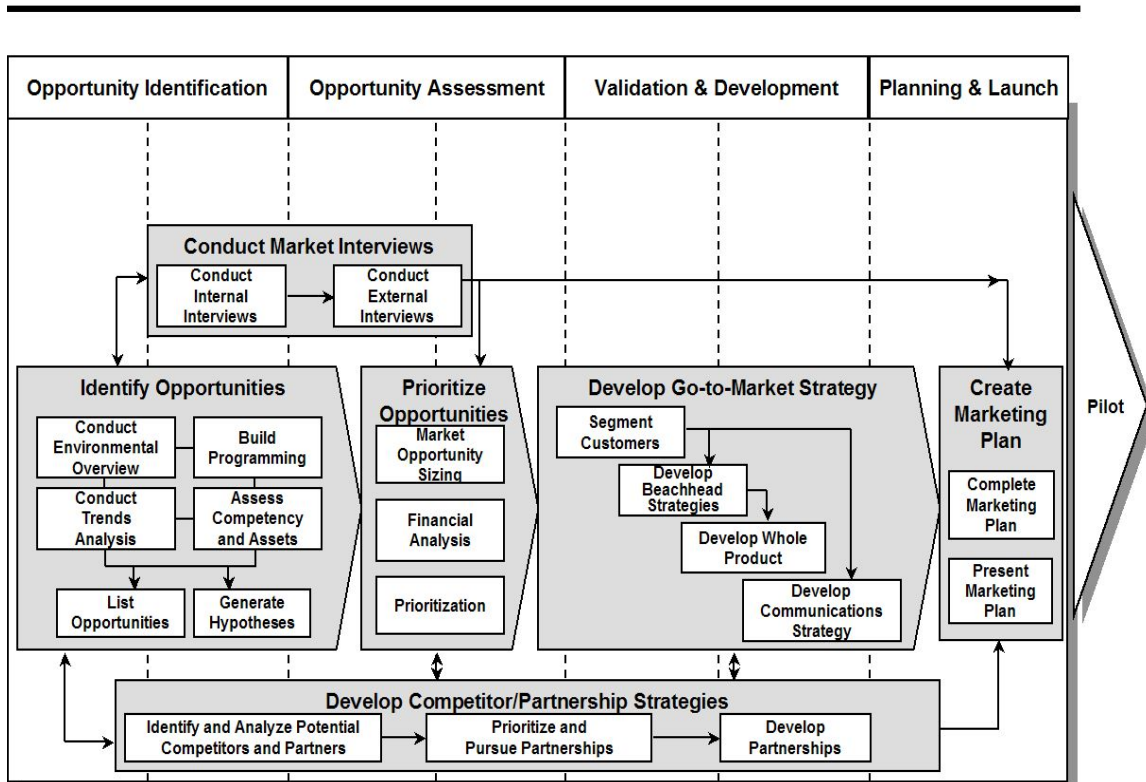 Opportunity Identification
Opportunity Assessment
Validation & Development
Planning & Launch
Conduct Market Interviews
Conduct
Internal
Interviews
Conduct
External
Interviews
Identify Opportunities
Conduct
Environmental
Overview
Build
Programming
Conduct
Trends
Analysis
Assess
Competency
and Assets
List
Opportunities
Generate
Hypotheses
Prioritize
Opportunities
Market
Opportunity
Sizing
Financial
Analysis
Prioritization
Develop Go-to-Market Strategy
Segment
Customers
Develop
Beachhead
Strategies
Develop Whole
Product
Develop
Communications
Strategy
Create
Marketing
Plan
Complete
Marketing
Plan
Present
Marketing
Plan
Pilot
Develop Competitor/Partnership Strategies
Identify and Analyze Potential
Competitors and Partners
Prioritize and
Pursue Partnerships
Develop
Partnerships